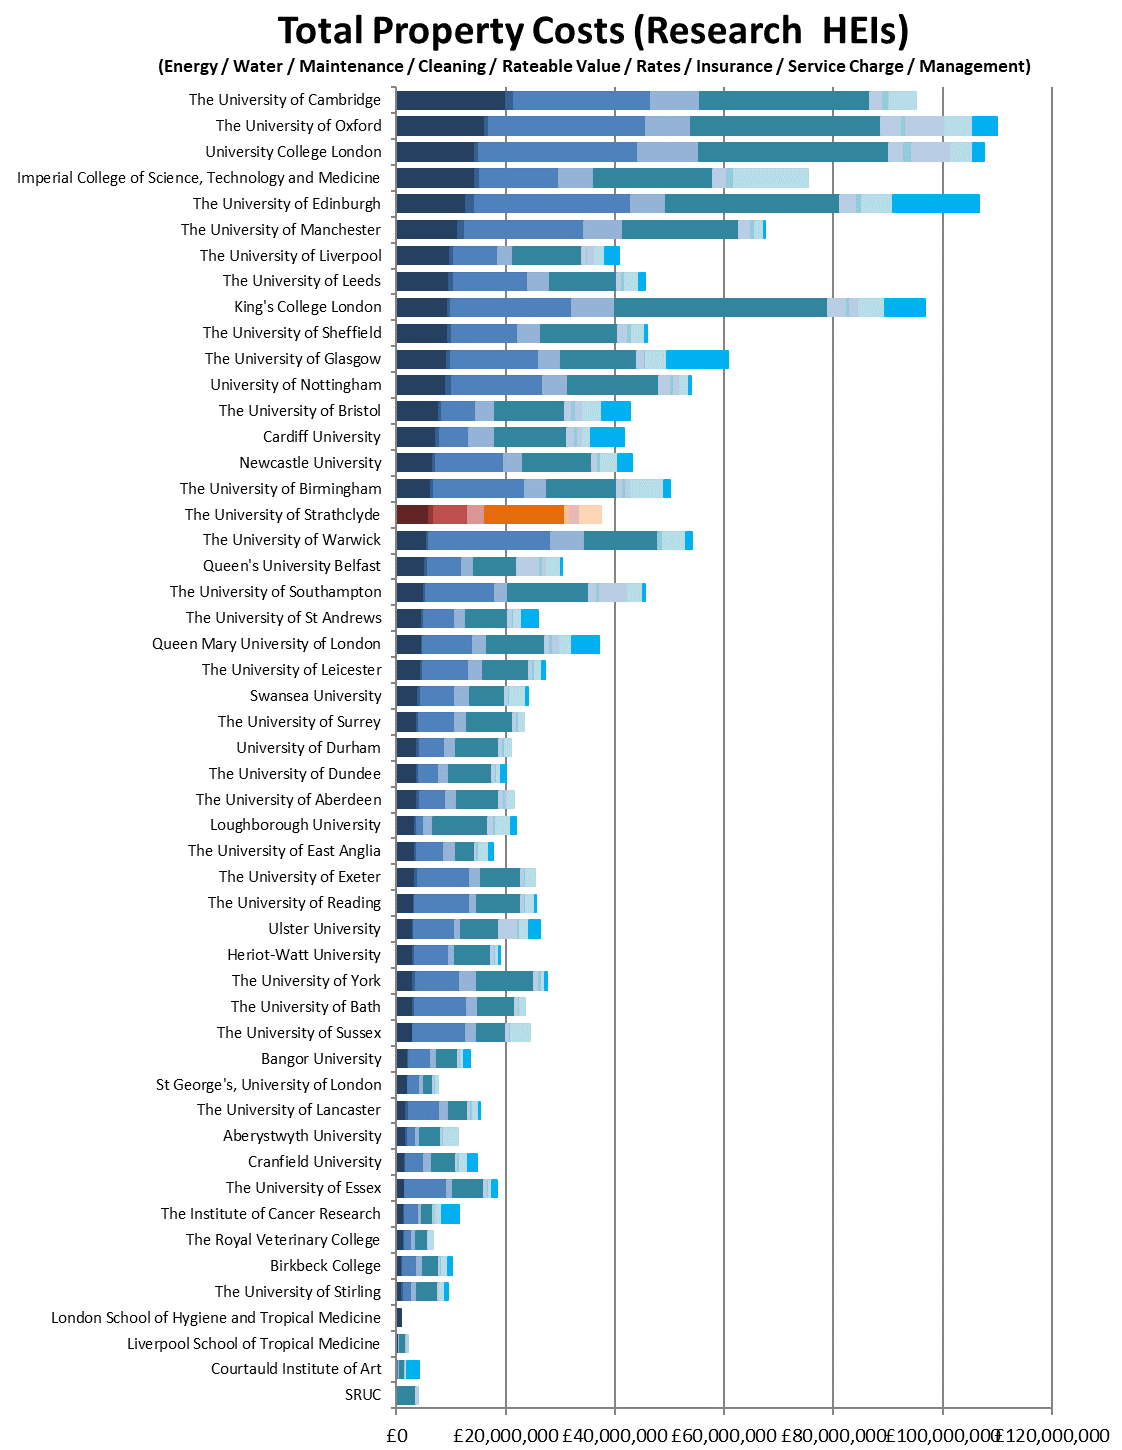 Total Property Costs (Research HEIs)
(Energy / Water / Maintenance / Cleaning / Rateable Value / Rates / Insurance / Service Charge / Management)
The University of Cambridge
The University of Oxford
University College London
Imperial College of Science, Technology and Medicine
The University of Edinburgh
The University of Manchester
The University of Liverpool
The University of Leeds
King's College London
The University of Sheffield
The University of Glasgow
University of Nottingham
The University of Bristol
Cardiff University
Newcastle University
The University of Birmingham
The University of Strathclyde
The University of Warwick
Queen's University Belfast
The University of Southampton
The University of St Andrews
Queen Mary University of London
The University of Leicester
Swansea University
The University of Surrey
University of Durham
The University of Dundee
The University of Aberdeen
Loughborough University
The University of East Anglia
The University of Exeter
The University of Reading
Ulster University
Heriot-Watt University
The University of York
The University of Bath
The University of Sussex
Bangor University
St George's, University of London
The University of Lancaster
Aberystwyth University
Cranfield University
The University of Essex
The Institute of Cancer Research
The Royal Veterinary College
Birkbeck College
The University of Stirling
London School of Hygiene and Tropical Medicine
Liverpool School of Tropical Medicine
Courtauld Institute of Art
SRUC
£0 £20,000,000 £40,000,000 £60,000,000 £80,000,000 £100,000,000 £120,000,000